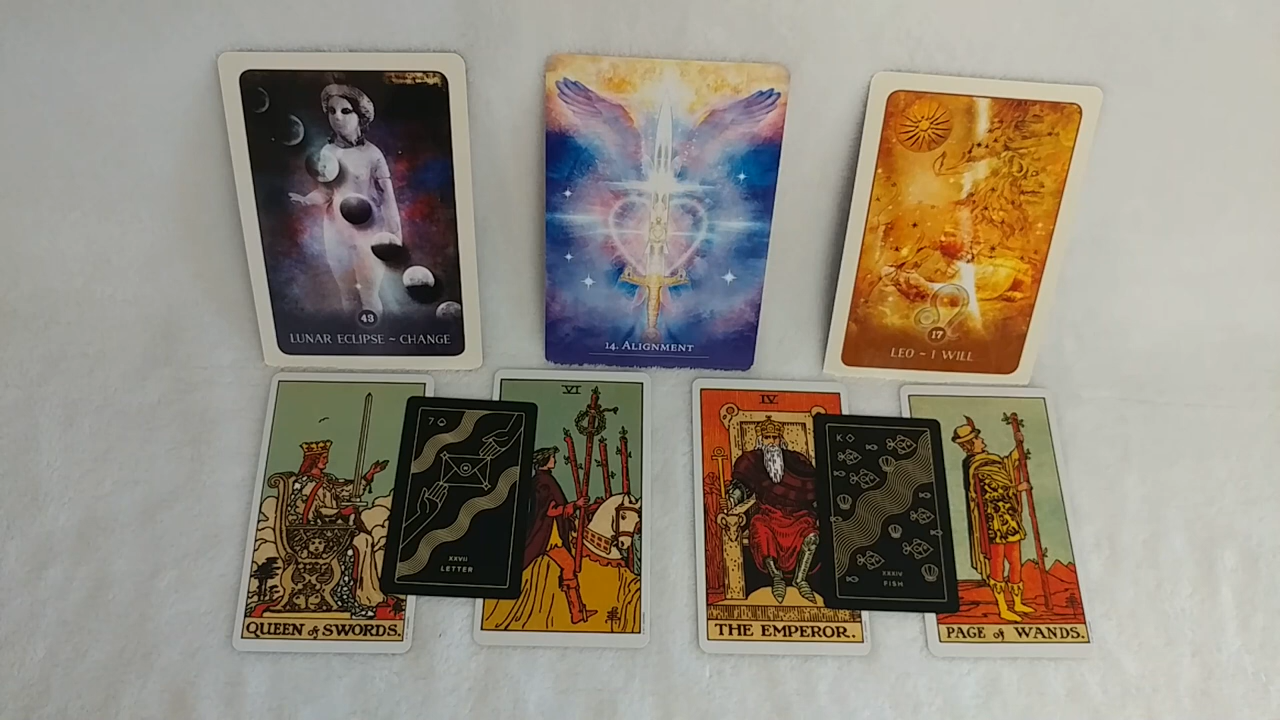 43
LUNAR ECLIPSE ~ CHANGE
14. ALIGNMENT
17
LEO ~ I WILL
QUEEN of SWORDS.
7
XXVII
LETTER
VI
IV
THE EMPEROR.
K
XXXIV
FISH
PAGE of WANDS.